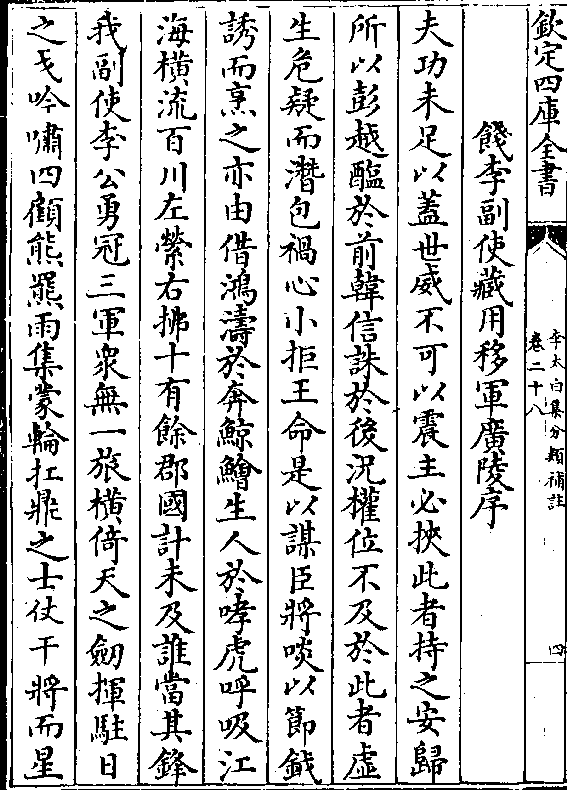 欽定四庫全書
李太白集分類補註
卷二十八
四
餞李副使藏用移軍廣陵序
夫功未足以蓋世威不可以震主必挾此者持之安歸
所以彭越醢於前韓信誅於後況權位不及於此者虛
生危疑而潛包禍心小拒王命是以謀臣將啖以節鉞
誘而烹之亦由借鴻濤於奔鯨鱠生人於哮虎呼吸江
海橫流百川左縈右拂十有餘郡國計未及誰當其鋒
我副使李公勇冠三軍衆無一旅橫倚天之劒揮駐日
之戈吟嘯四顧熊羆雨集蒙輪扛鼎之士仗干將而星